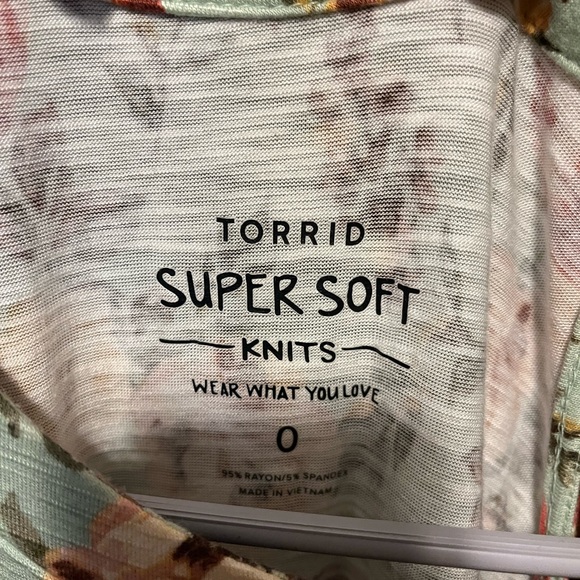 TORRID
SUPER SOFT
KNITS
WEAR WHAT YOU LOVE
0
95% RAYON/5% SPANDEX
MADE IN VIETNAM